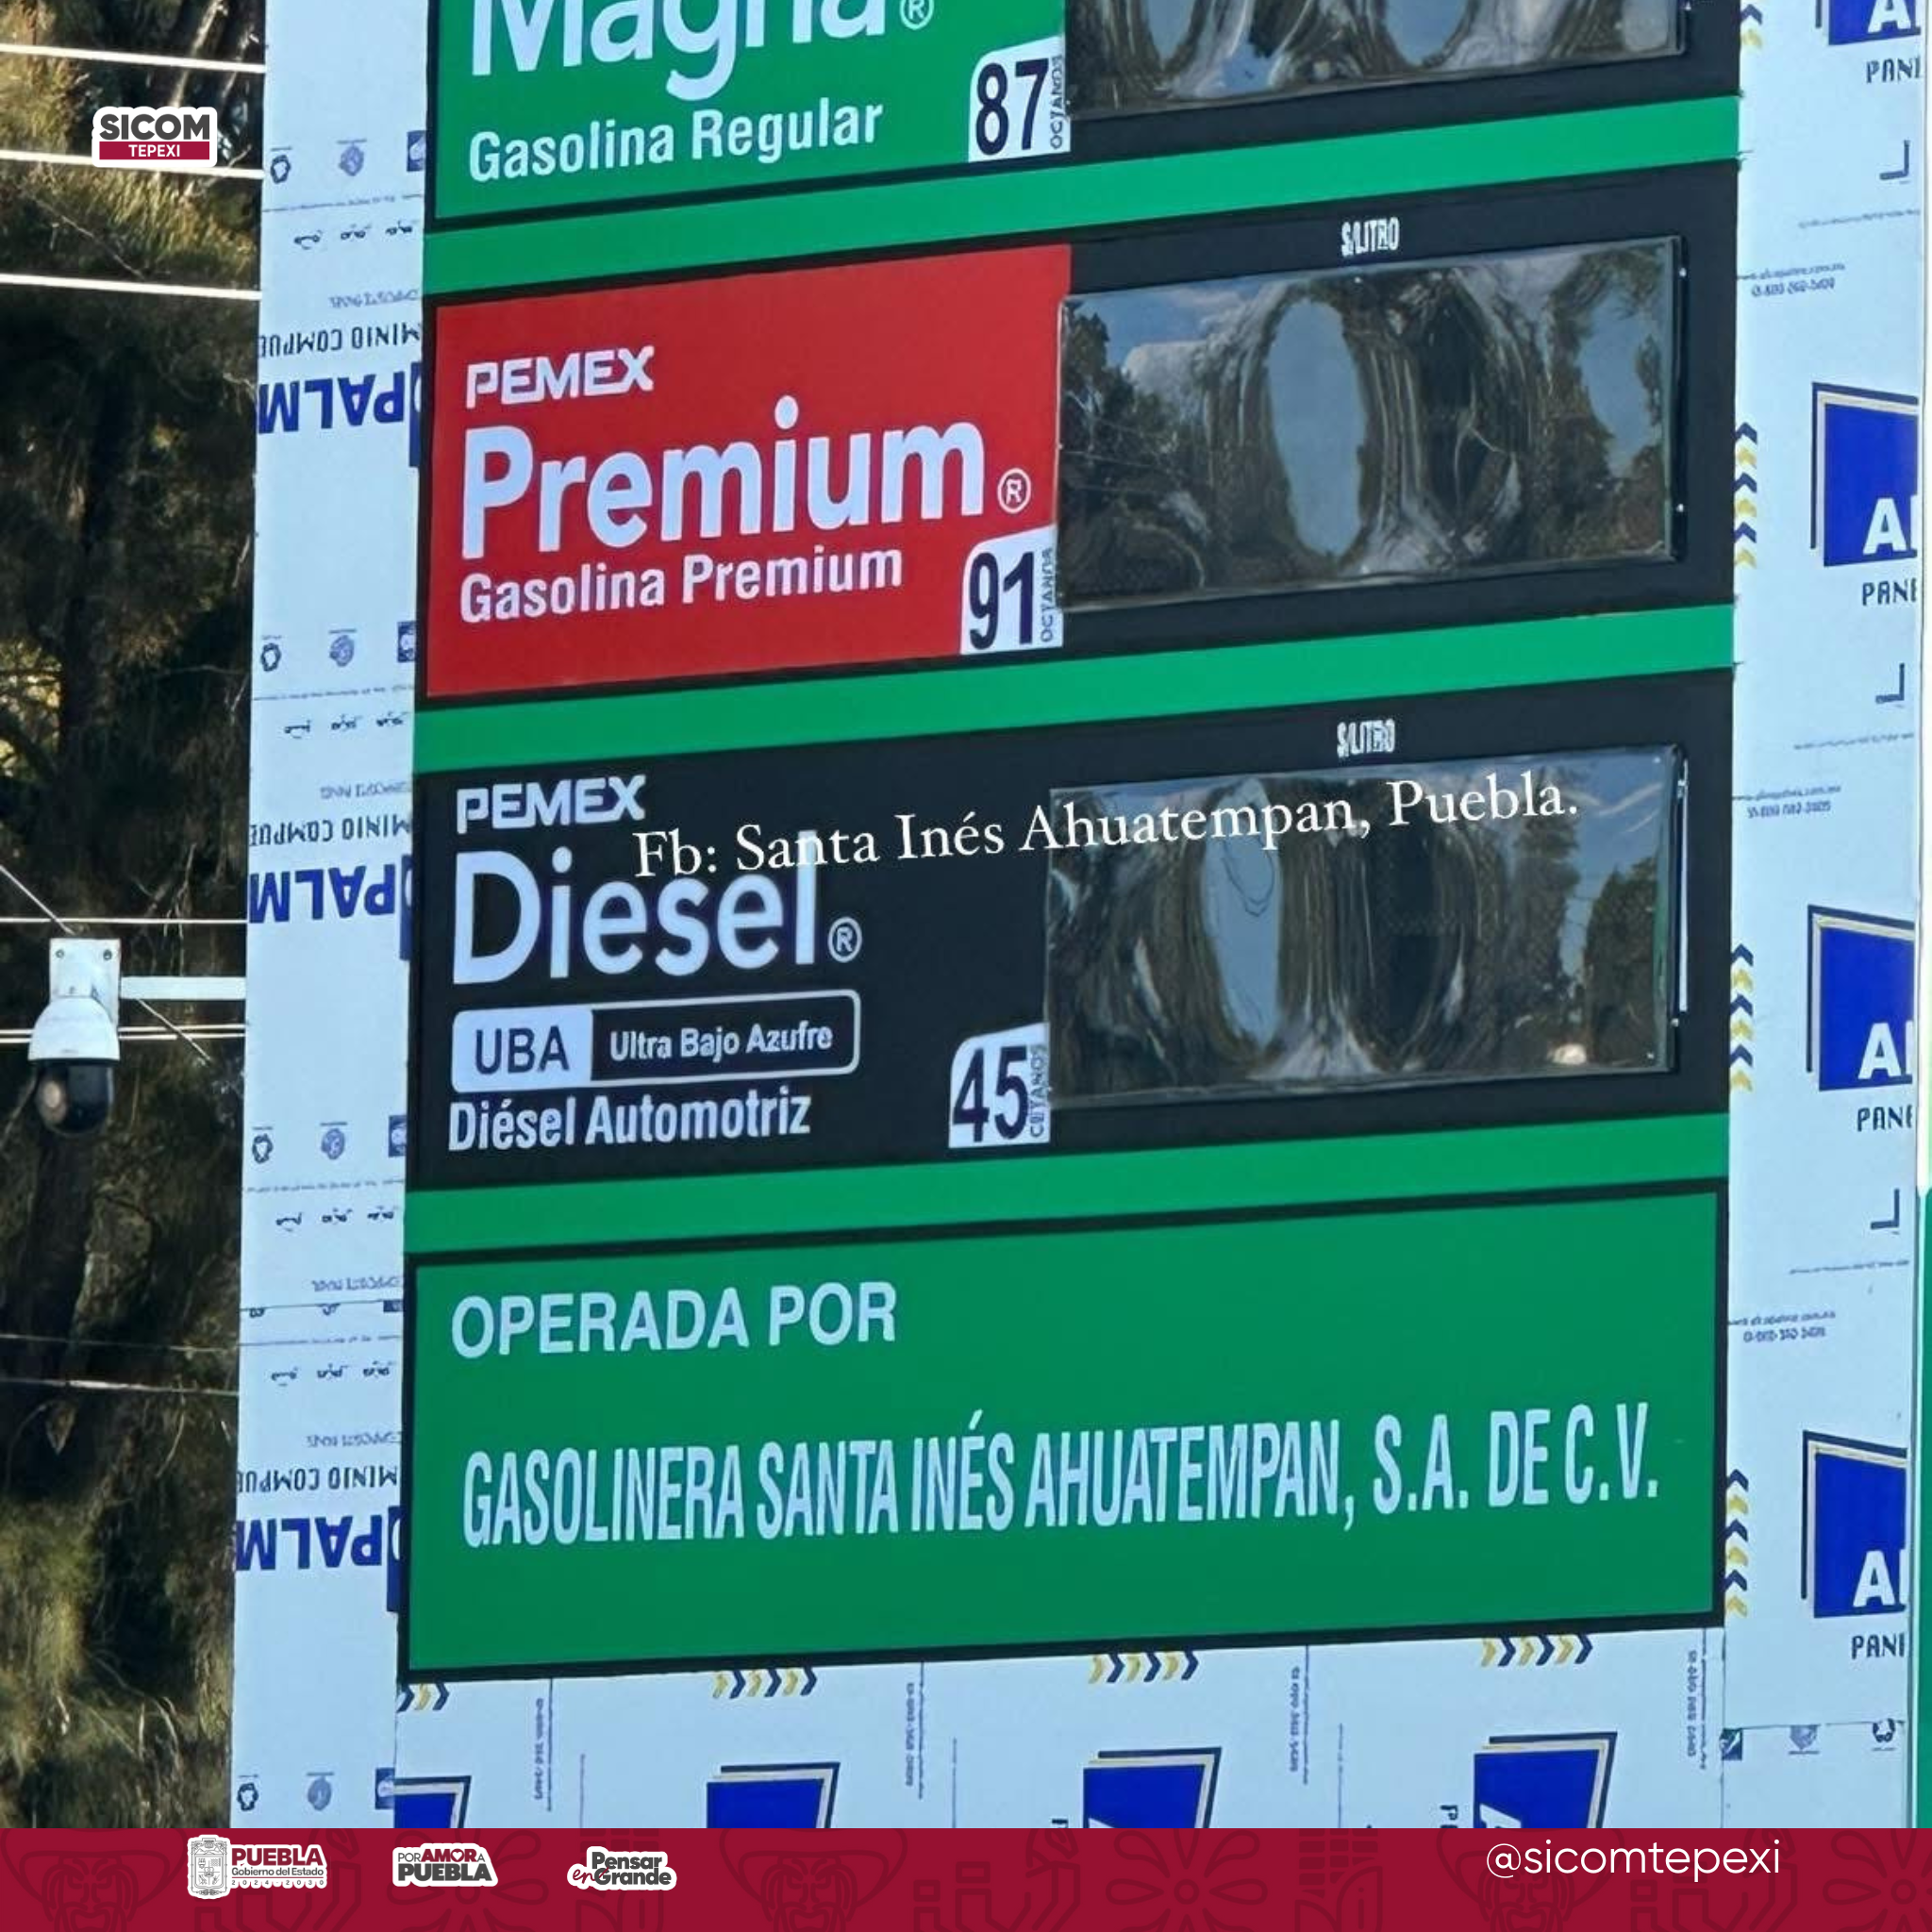 Magna®
87 OCTANOS
Gasolina Regular
SICOM
TEPEXI
$/LITRO
PEMEX
Premium®
Gasolina Premium
91 OCTANOS
$/LITRO
PEMEX
Fb: Santa Inés Ahuatempan, Puebla.
Diesel®
UBA Ultra Bajo Azufre
45 CETANOS
Diésel Automotriz
OPERADA POR
GASOLINERA SANTA INÉS AHUATEMPAN, S.A. DE C.V.
PUEBLA
Gobierno del Estado
2024 - 2030
POR AMOR A
PUEBLA
Pensar
en Grande
@sicomtepexi